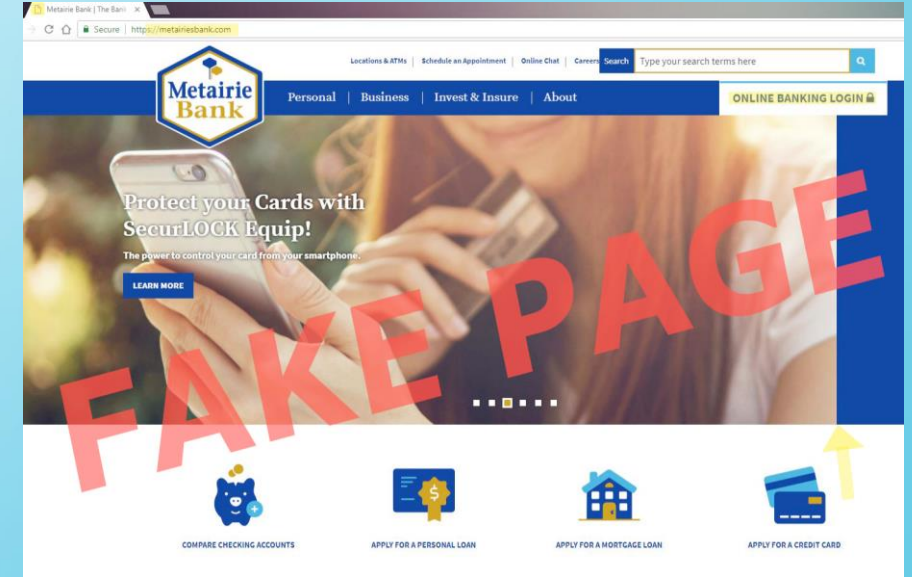 Metairie Bank | The Ban
Secure | https://metairiesbank.com
Locations & ATMs | Schedule an Appointment | Online Chat | Careers Search Type your search terms here
Metairie
Bank
Personal | Business | Invest & Insure | About
ONLINE BANKING LOGIN
Protect your Cards with
SecurLOCK Equip!
The power to control your card from your smartphone.
LEARN MORE
FAKE PAGE
COMPARE CHECKING ACCOUNTS
APPLY FOR A PERSONAL LOAN
APPLY FOR A MORTGAGE LOAN
APPLY FOR A CREDIT CARD